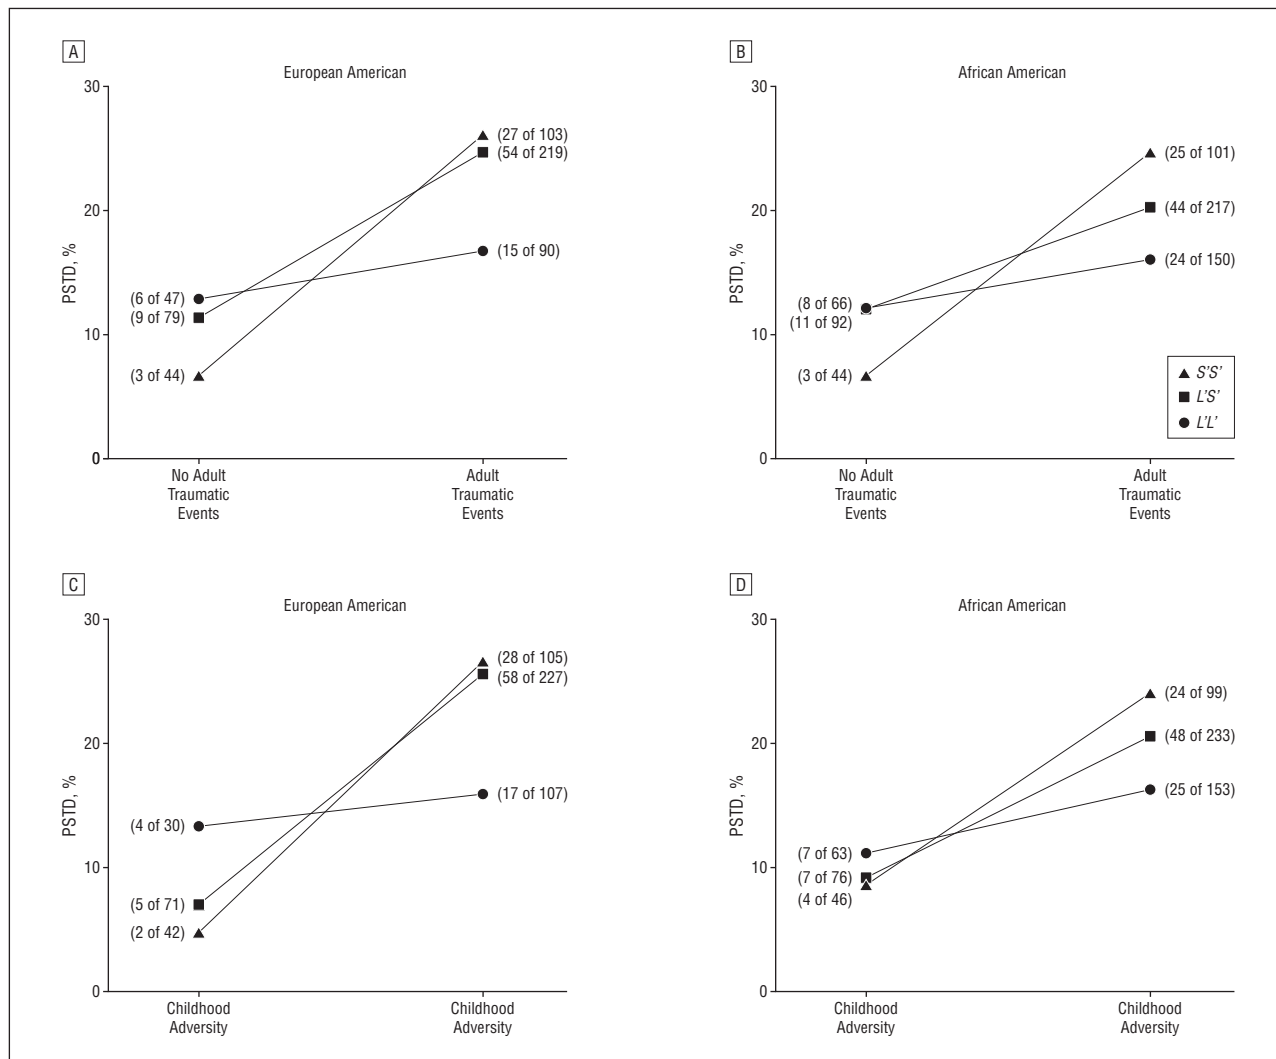 A
European American
30
20
10
0
PSTD, %
(27 of 103)
(54 of 219)
(15 of 90)
(6 of 47)
(9 of 79)
(3 of 44)
No Adult
Traumatic
Events
Adult
Traumatic
Events
B
African American
30
20
10
0
PSTD, %
(25 of 101)
(44 of 217)
(24 of 150)
(8 of 66)
(11 of 92)
(3 of 44)
S'S'
L'S'
L'L'
No Adult
Traumatic
Events
Adult
Traumatic
Events
C
European American
30
20
10
0
PSTD, %
(28 of 105)
(58 of 227)
(17 of 107)
(4 of 30)
(5 of 71)
(2 of 42)
Childhood
Adversity
Childhood
Adversity
D
African American
30
20
10
0
PSTD, %
(24 of 99)
(48 of 233)
(25 of 153)
(7 of 63)
(7 of 76)
(4 of 46)
Childhood
Adversity
Childhood
Adversity